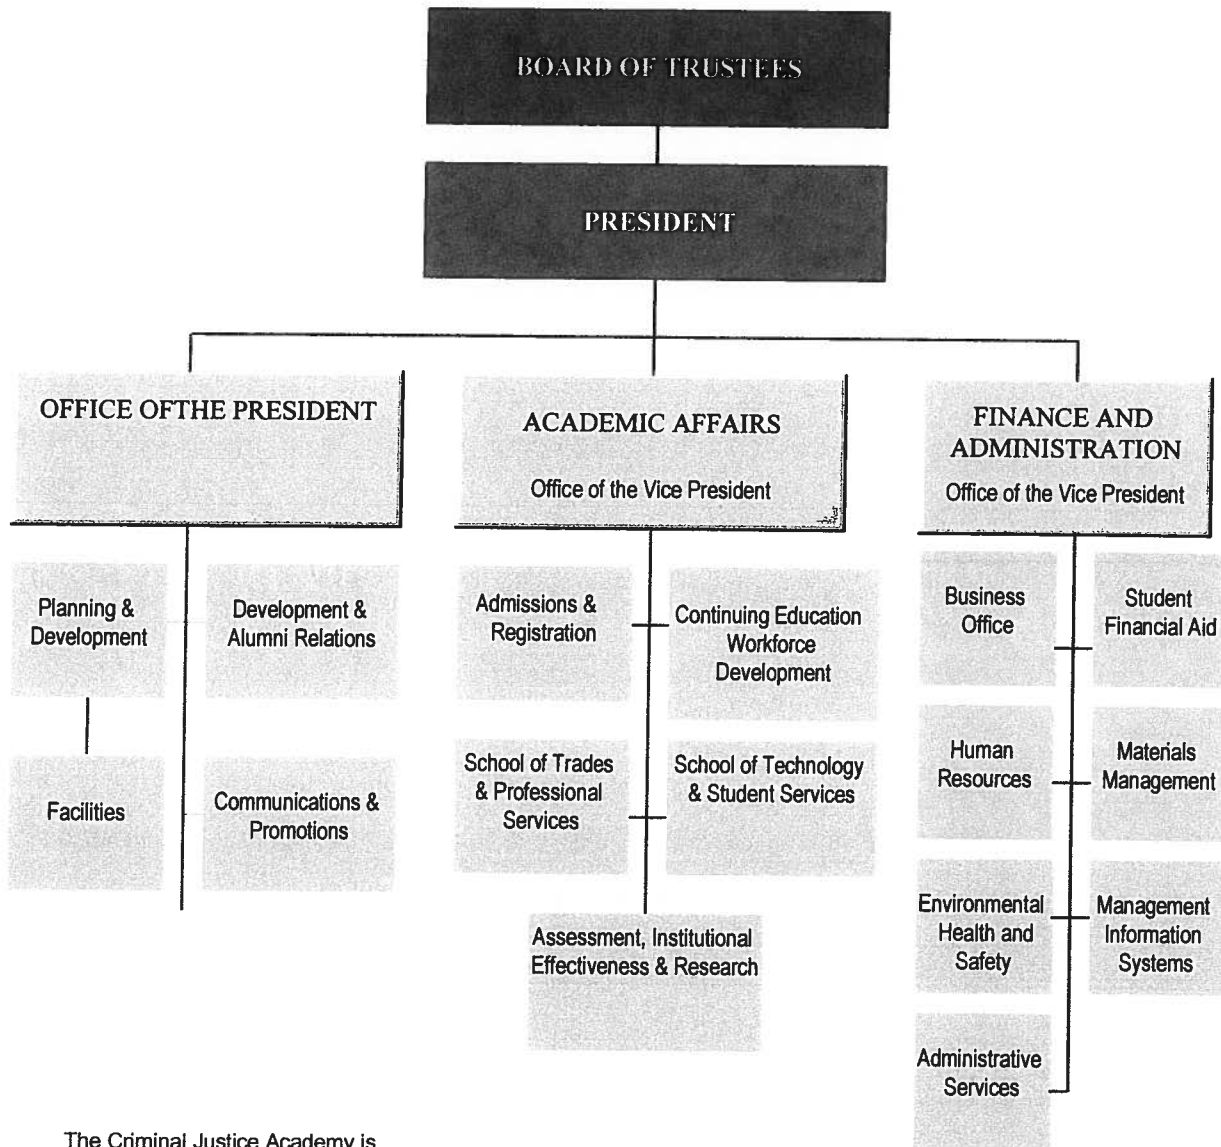 BOARD OF TRUSTEES
PRESIDENT
OFFICE OFTHE PRESIDENT
ACADEMIC AFFAIRS
Office of the Vice President
FINANCE AND
ADMINISTRATION
Office of the Vice President
Planning &
Development
Development &
Alumni Relations
Facilities
Communications &
Promotions
Admissions &
Registration
Continuing Education
Workforce
Development
School of Trades
& Professional
Services
School of Technology
& Student Services
Assessment, Institutional
Effectiveness & Research
Business
Office
Student
Financial Aid
Human
Resources
Materials
Management
Environmental
Health and
Safety
Management
Information
Systems
Administrative
Services
The Criminal Justice Academy is